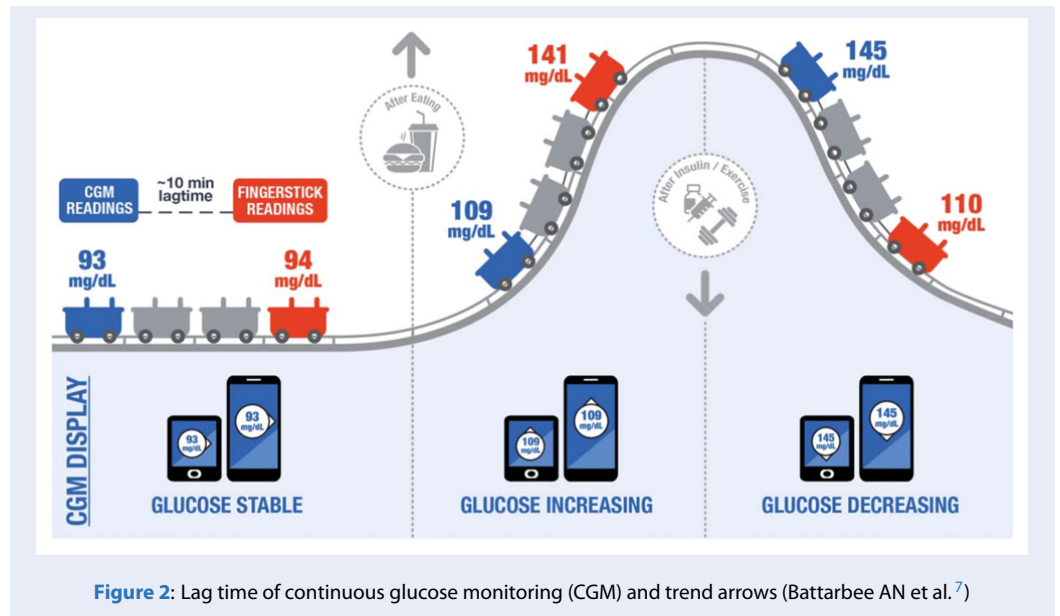 CGM
READINGS
~10 min
lagtime
FINGERSTICK
READINGS
93
mg/dL
94
mg/dL
After Eating
109
mg/dL
141
mg/dL
After Insulin / Exercise
145
mg/dL
110
mg/dL
CGM DISPLAY
93
mg/dL
93
mg/dL
GLUCOSE STABLE
109
mg/dL
109
mg/dL
GLUCOSE INCREASING
145
mg/dL
145
mg/dL
GLUCOSE DECREASING
Figure 2: Lag time of continuous glucose monitoring (CGM) and trend arrows (Battarbee AN et al. 7)